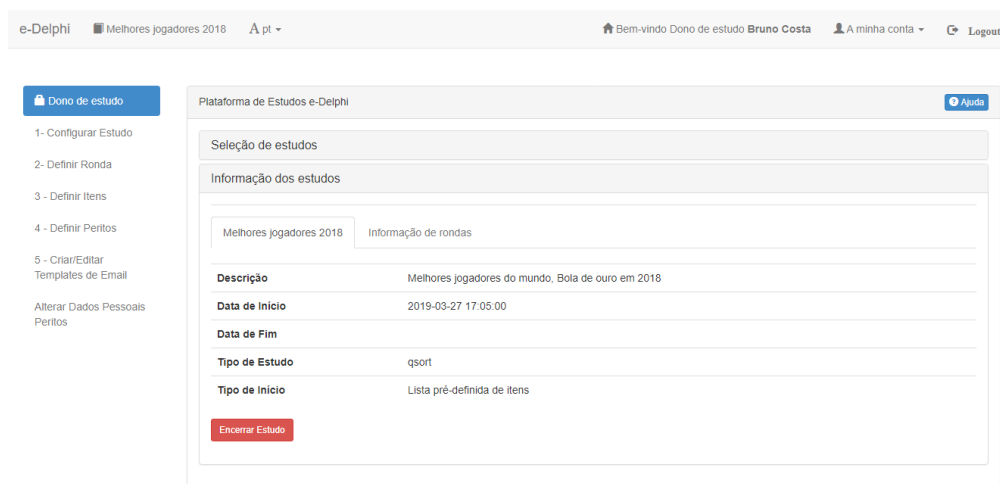 e-Delphi Melhores jogadores 2018 A pt Bem-vindo Dono de estudo Bruno Costa A minha conta Logout
Dono de estudo
1- Configurar Estudo
2- Definir Ronda
3 - Definir Itens
4 - Definir Peritos
5 - Criar/Editar
Templates de Email
Alterar Dados Pessoais
Peritos
Plataforma de Estudos e-Delphi
Ajuda
Seleção de estudos
Informação dos estudos
Melhores jogadores 2018 Informação de rondas
Descrição Melhores jogadores do mundo, Bola de ouro em 2018
Data de Início 2019-03-27 17:05:00
Data de Fim
Tipo de Estudo qsort
Tipo de Início Lista pré-definida de itens
Encerrar Estudo